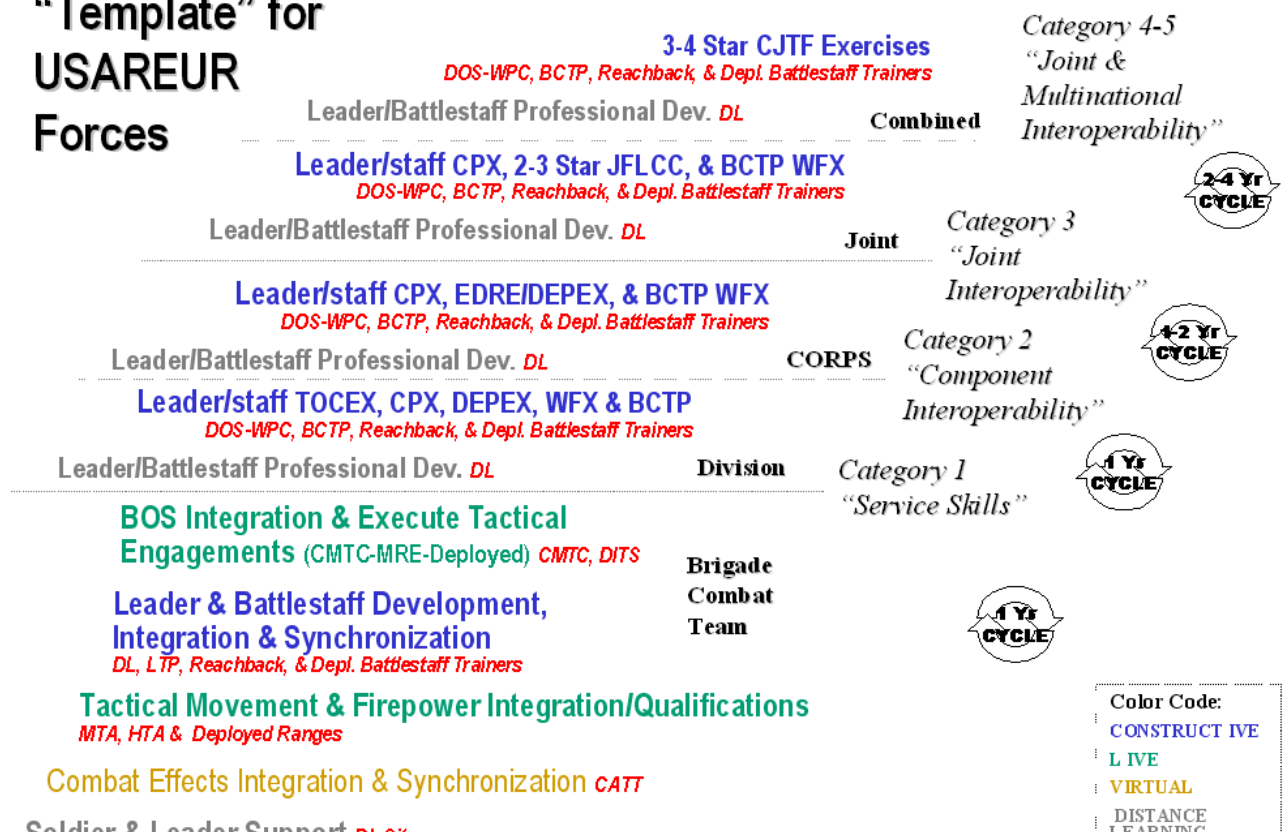 "Template" for
USAREUR
Forces
3-4 Star CJTF Exercises
DOS-WPC, BCTP, Reachback, & Depl. Battlestaff Trainers
Leader/Battlestaff Professional Dev. DL
Combined
Category 4-5
"Joint &
Multinational
Interoperability"
Leader/staff CPX, 2-3 Star JFLCC, & BCTP WFX
DOS-WPC, BCTP, Reachback, & Depl. Battlestaff Trainers
2-4 Yr
CYCLE
Leader/Battlestaff Professional Dev. DL
Joint
Category 3
"Joint
Interoperability"
Leader/staff CPX, EDRE/DEPEX, & BCTP WFX
DOS-WPC, BCTP, Reachback, & Depl. Battlestaff Trainers
1-2 Yr
CYCLE
Leader/Battlestaff Professional Dev. DL
CORPS
Category 2
"Component
Interoperability"
Leader/staff TOCEX, CPX, DEPEX, WFX & BCTP
DOS-WPC, BCTP, Reachback, & Depl. Battlestaff Trainers
Leader/Battlestaff Professional Dev. DL
Division
Category 1
"Service Skills"
1 Yr
CYCLE
BOS Integration & Execute Tactical
Engagements (CMTC-MRE-Deployed) CMTC, DITS
Brigade
Combat
Team
Leader & Battlestaff Development,
Integration & Synchronization
DL, LTP, Reachback, & Depl. Battlestaff Trainers
1 Yr
CYCLE
Tactical Movement & Firepower Integration/Qualifications
MTA, HTA & Deployed Ranges
Combat Effects Integration & Synchronization CATT
Soldier & Leader Support
Color Code:
CONSTRUCT IVE
L IVE
VIRTUAL
DISTANCE
LEARNING